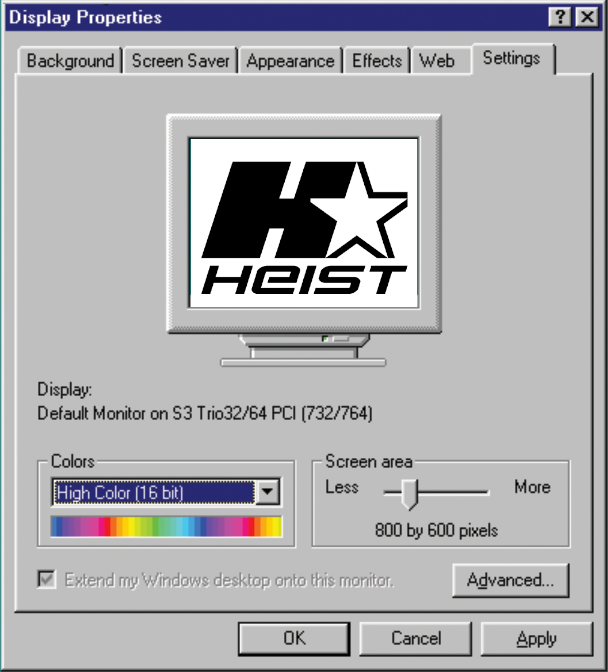 Display Properties
Background Screen Saver Appearance Effects Web Settings
HEIST
Display:
Default Monitor on S3 Trio32/64 PCI (732/764)
Colors
High Color (16 bit)
Screen area
Less More
800 by 600 pixels
Extend my Windows desktop onto this monitor.
Advanced...
OK Cancel Apply